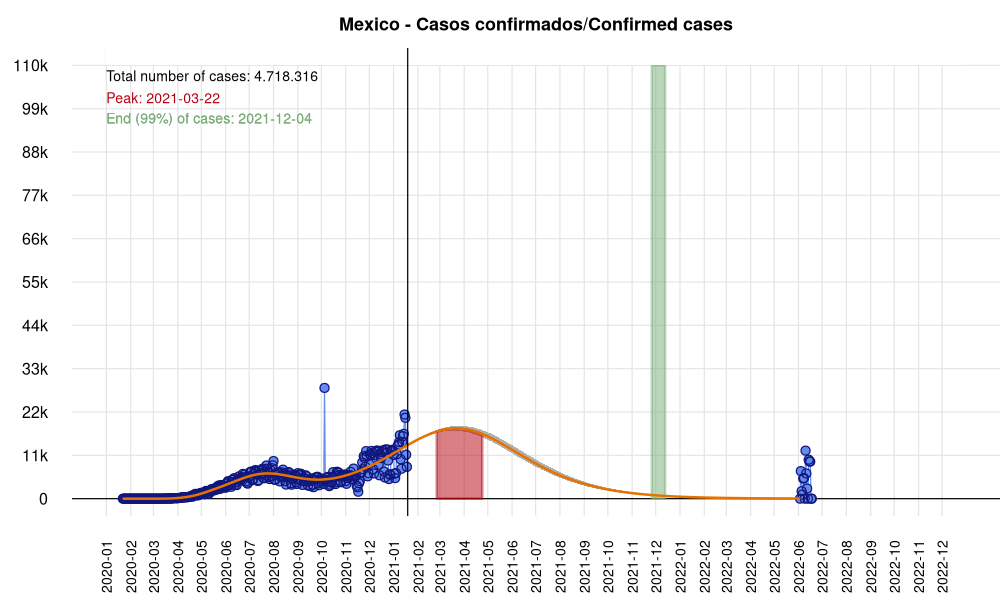 Mexico - Casos confirmados/Confirmed cases
Total number of cases: 4.718.316
Peak: 2021-03-22
End (99%) of cases: 2021-12-04
110k
99k
88k
77k
66k
55k
44k
33k
22k
11k
0
2020-01
2020-02
2020-03
2020-04
2020-05
2020-06
2020-07
2020-08
2020-09
2020-10
2020-11
2020-12
2021-01
2021-02
2021-03
2021-04
2021-05
2021-06
2021-07
2021-08
2021-09
2021-10
2021-11
2021-12
2022-01
2022-02
2022-03
2022-04
2022-05
2022-06
2022-07
2022-08
2022-09
2022-10
2022-11
2022-12